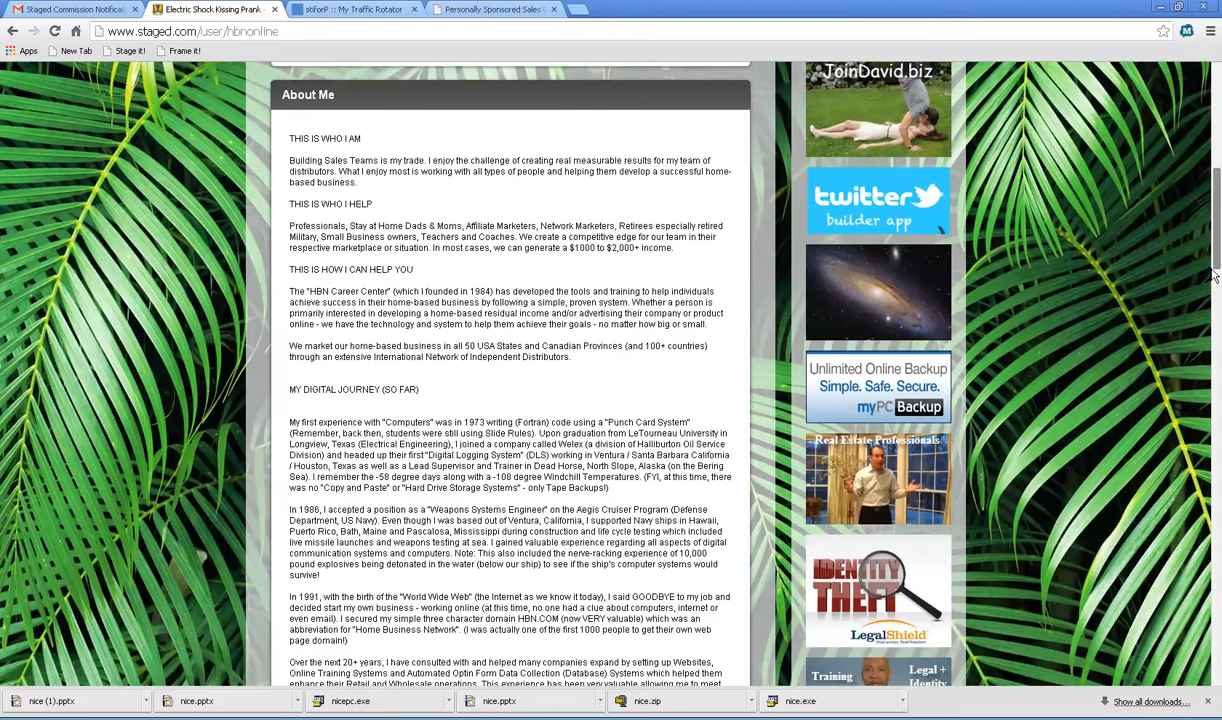 Staged Commission Notificat
Electric Shock Kissing Prank -
stiforP :: My Traffic Rotator
Personally Sponsored Sales R
www.staged.com/user/hbnonline
Apps
New Tab
Stage it!
Frame it!
About Me
THIS IS WHO I AM
Building Sales Teams is my trade. I enjoy the challenge of creating real measurable results for my team of
distributors. What I enjoy most is working with all types of people and helping them develop a successful home-
based business.
THIS IS WHO I HELP
Professionals, Stay at Home Dads & Moms, Affiliate Marketers, Network Marketers, Retirees especially retired
Military, Small Business owners, Teachers and Coaches. We create a competitive edge for our team in their
respective marketplace or situation. In most cases, we can generate a $1000 to $2,000+ income.
THIS IS HOW I CAN HELP YOU
The "HBN Career Center" (which I founded in 1984) has developed the tools and training to help individuals
achieve success in their home-based business by following a simple, proven system. Whether a person is
primarily interested in developing a home-based residual income and/or advertising their company or product
online - we have the technology and system to help them achieve their goals - no matter how big or small.
We market our home-based business in all 50 USA States and Canadian Provinces (and 100+ countries)
through an extensive International Network of Independent Distributors.
MY DIGITAL JOURNEY (SO FAR)
My first experience with "Computers" was in 1973 writing (Fortran) code using a "Punch Card System"
(Remember, back then, students were still using Slide Rules). Upon graduation from LeTourneau University in
Longview, Texas (Electrical Engineering), I joined a company called Welex (a division of Halliburton Oil Service
Division) and headed up their first "Digital Logging System" (DLS) working in Ventura / Santa Barbara California
/ Houston, Texas as well as a Lead Supervisor and Trainer in Dead Horse, North Slope, Alaska (on the Bering
Sea). I remember the -58 degree days along with a -108 degree Windchill Temperatures. (FYI, at this time, there
was no "Copy and Paste" or "Hard Drive Storage Systems" - only Tape Backups!)
In 1986, I accepted a position as a "Weapons Systems Engineer" on the Aegis Cruiser Program (Defense
Department, US Navy). Even though I was based out of Ventura, California, I supported Navy ships in Hawaii,
Puerto Rico, Bath, Maine and Pascalosa, Mississippi during construction and life cycle testing which included
live missile launches and weapons testing at sea. I gained valuable experience regarding all aspects of digital
communication systems and computers. Note: This also included the nerve-racking experience of 10,000
pound explosives being detonated in the water (below our ship) to see if the ship's computer systems would
survive!
In 1991, with the birth of the "World Wide Web" (the Internet as we know it today), I said GOODBYE to my job and
decided start my own business - working online (at this time, no one had a clue about computers, internet or
even email). I secured my simple three character domain HBN.COM (now VERY valuable) which was an
abbreviation for "Home Business Network". (I was actually one of the first 1000 people to get their own web
page domain!)
Over the next 20+ years, I have consulted with and helped many companies expand by setting up Websites,
Online Training Systems and Automated Optin Form Data Collection (Database) Systems which helped them
enhance their Retail and Wholesale operations. This experience has been very valuable allowing me to meet
JoinDavid.biz
twitter
builder app
Unlimited Online Backup
Simple. Safe. Secure.
myPC Backup
Real Estate Professionals
IDENTITY
THEFT
LegalShield
Training
Legal +
Identity
nice (1).pptx
nice.pptx
nicepc.exe
nice.pptx
nice.zip
nice.exe
Show all downloads...